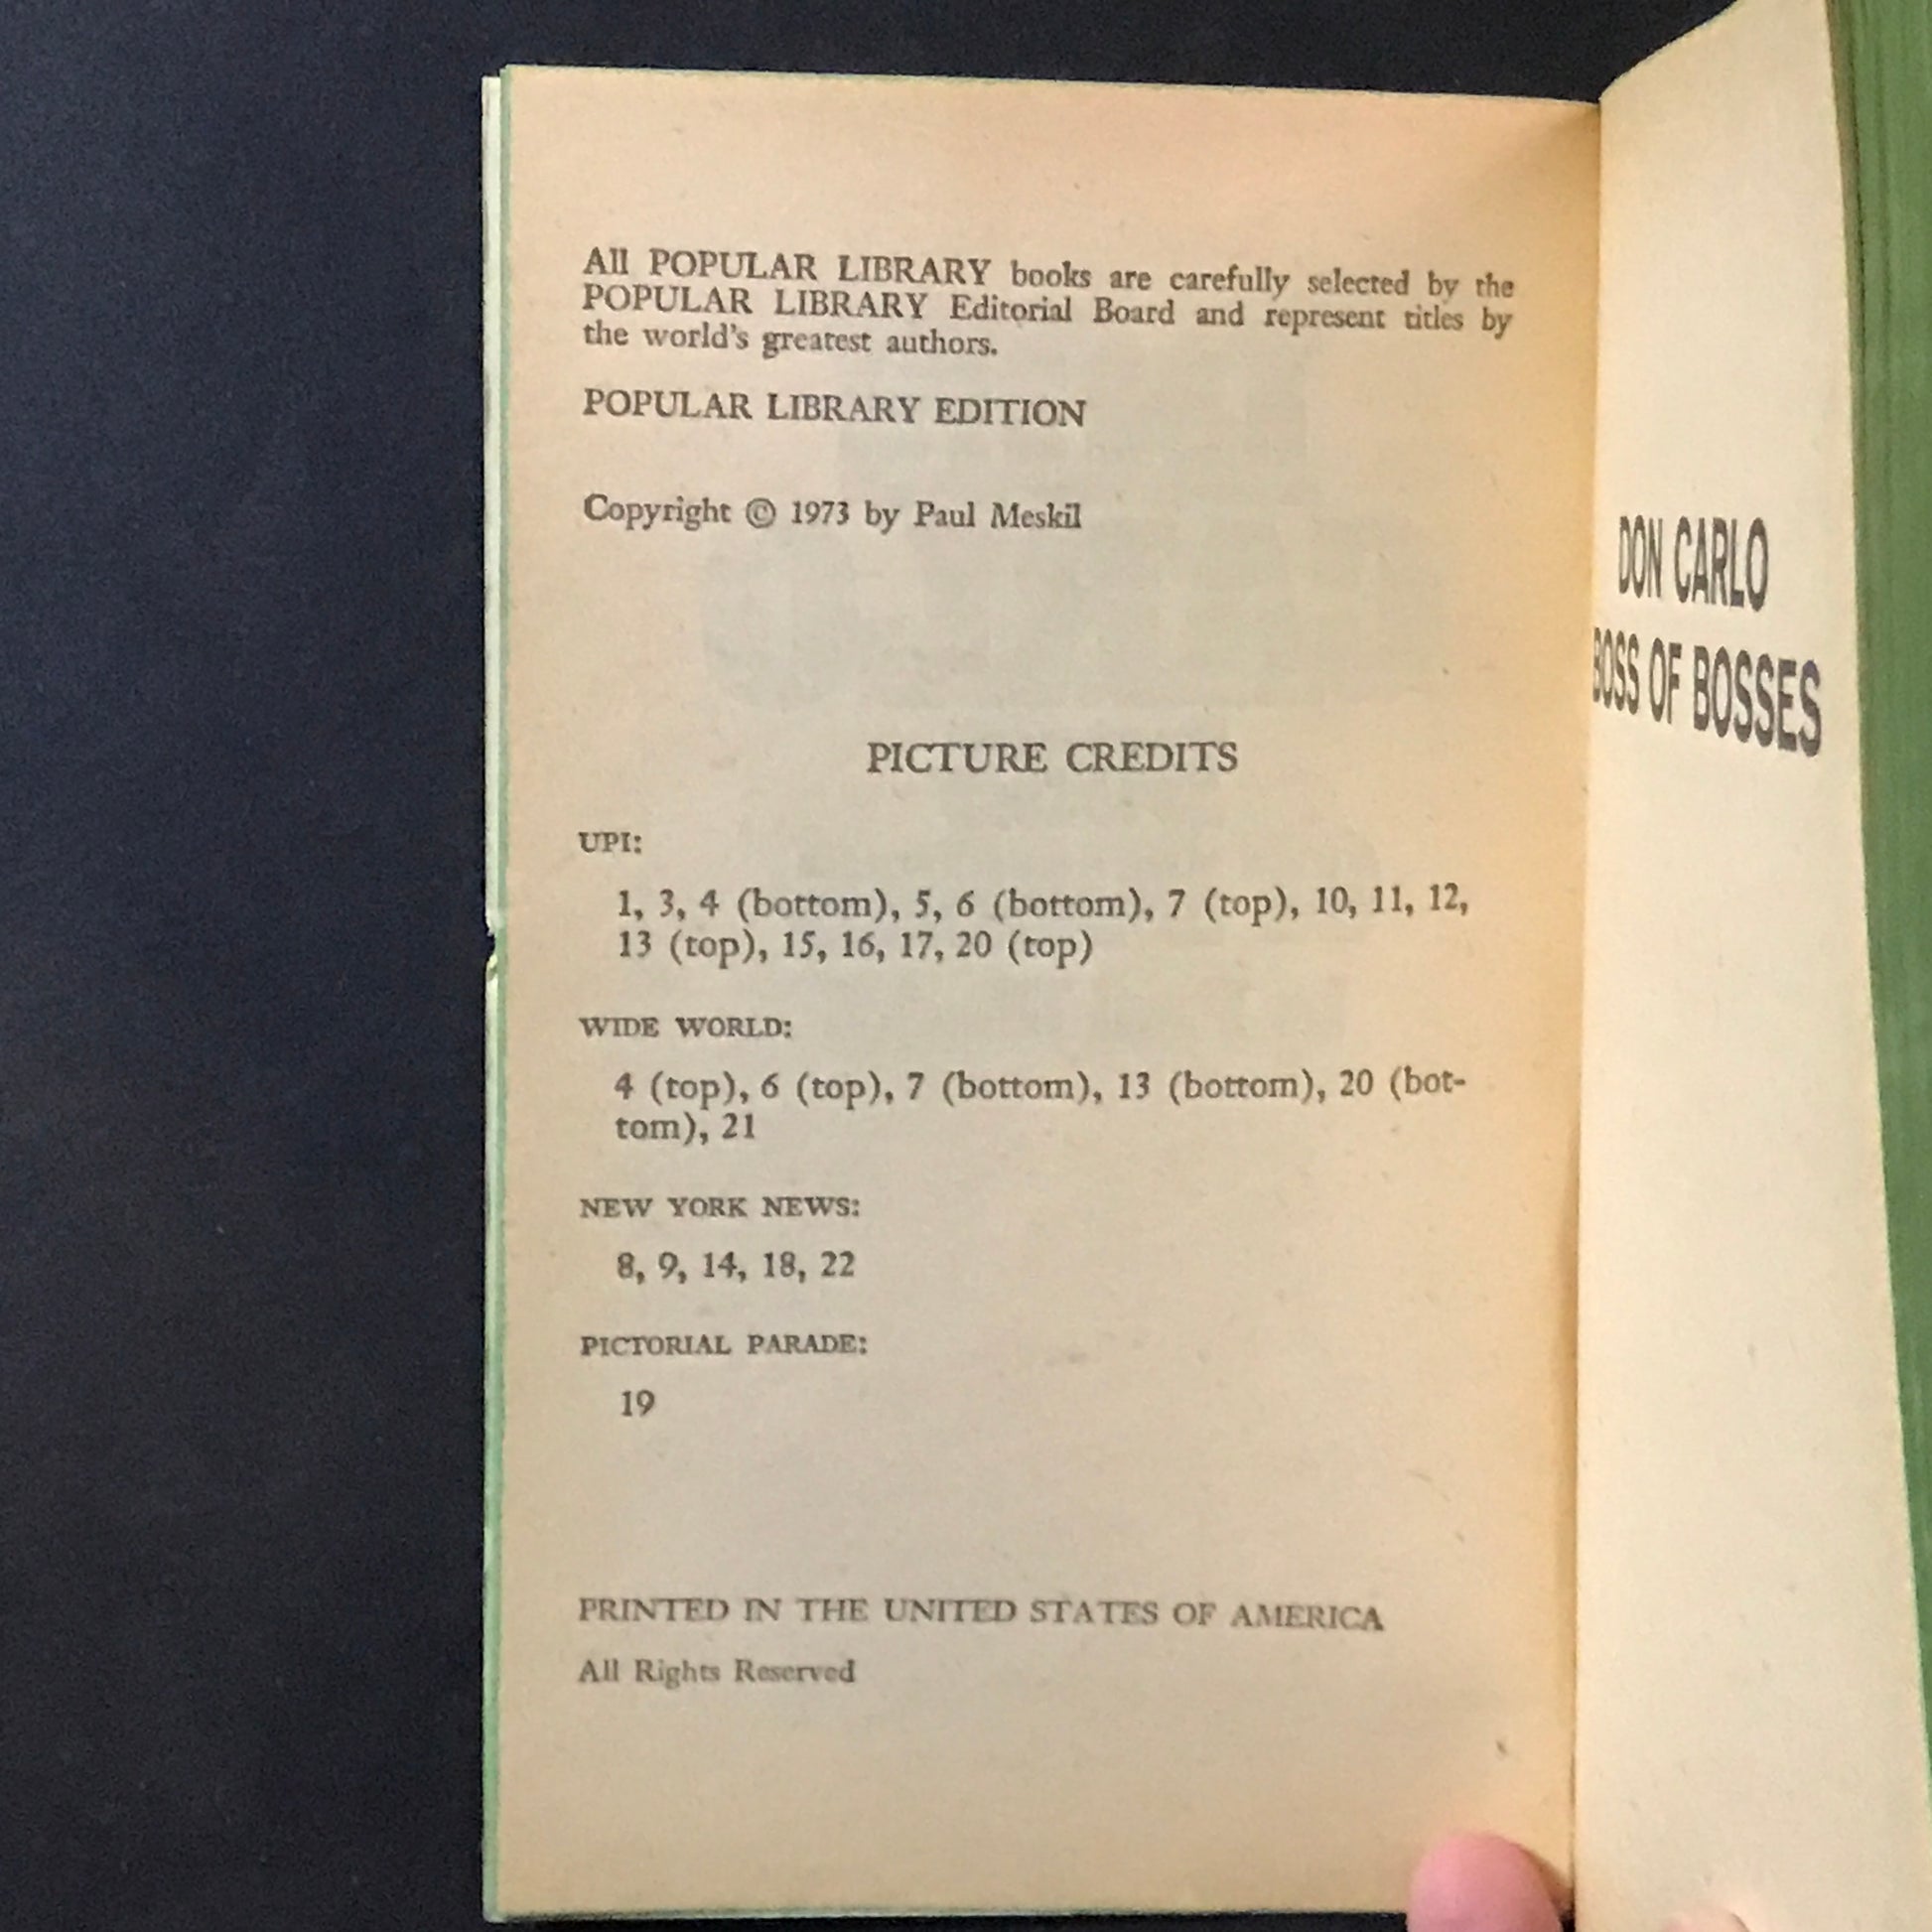 All POPULAR LIBRARY books are carefully selected by the
POPULAR LIBRARY Editorial Board and represent titles by
the world's greatest authors.
POPULAR LIBRARY EDITION
Copyright © 1973 by Paul Meskil
PICTURE CREDITS
UPI:
1, 3, 4 (bottom), 5, 6 (bottom), 7 (top), 10, 11, 12,
13 (top), 15, 16, 17, 20 (top)
WIDE WORLD:
4 (top), 6 (top), 7 (bottom), 13 (bottom), 20 (bot-
tom), 21
NEW YORK NEWS:
8, 9, 14, 18, 22
PICTORIAL PARADE:
19
PRINTED IN THE UNITED STATES OF AMERICA
All Rights Reserved
DON CARLO
BOSS OF BOSSES